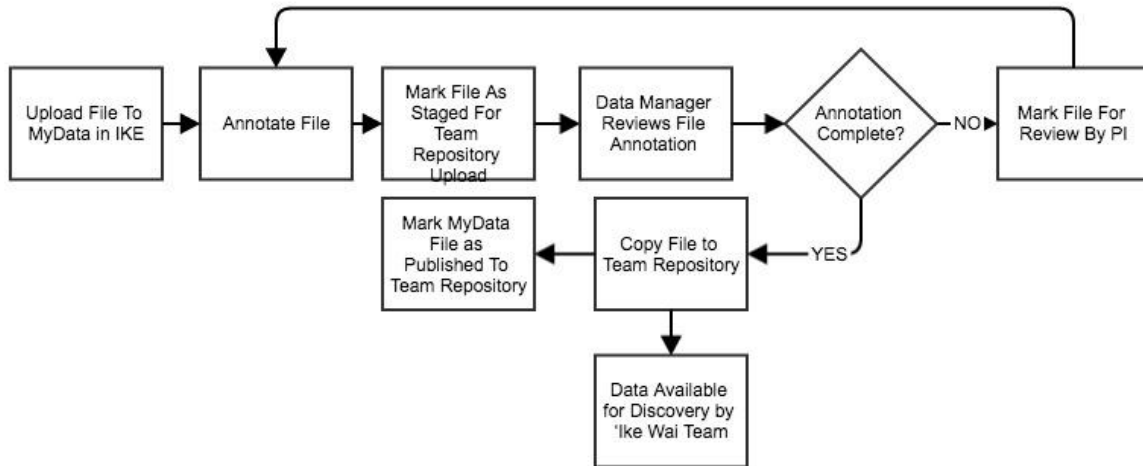 Upload File To
MyData in IKE
Annotate File
Mark File As
Staged For
Team
Repository
Upload
Data Manager
Reviews File
Annotation
Annotation
Complete?
NO
Mark File For
Review By PI
Mark MyData
File as
Published To
Team Repository
Copy File to
Team Repository
YES
Data Available
for Discovery by
‘Ike Wai Team